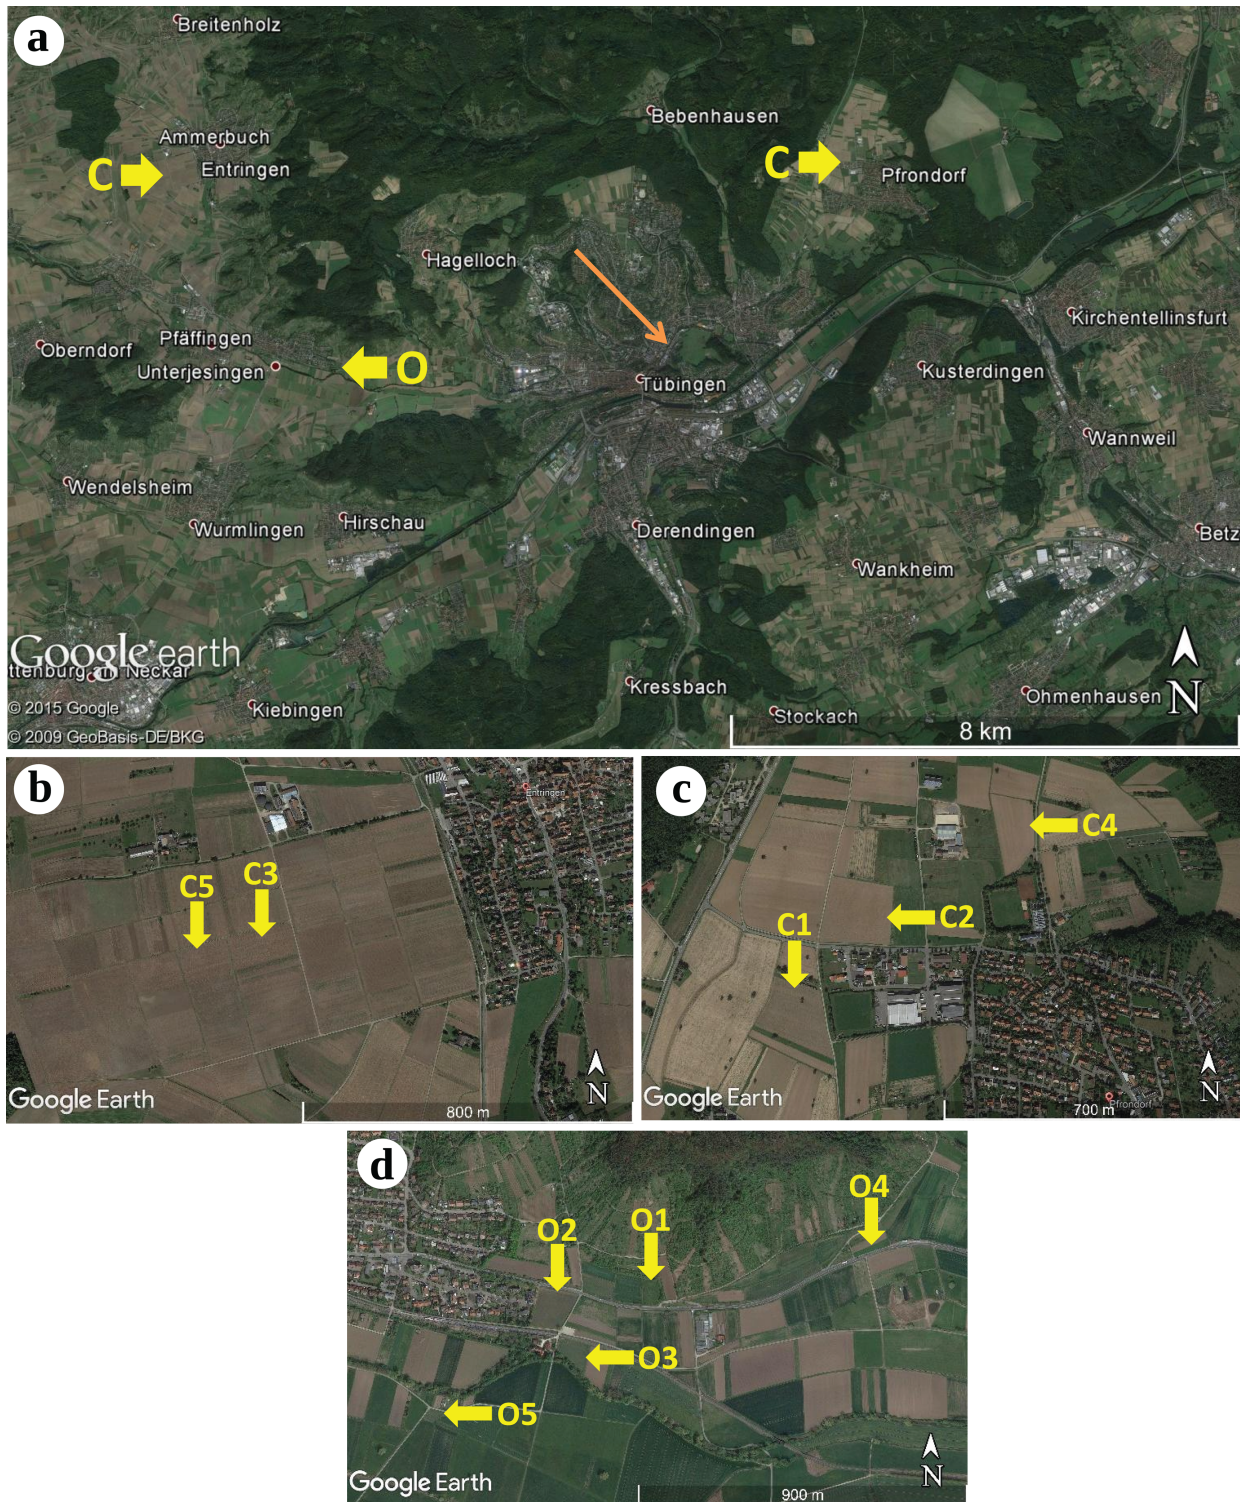 a
Breitenholz
Bebenhausen
Ammerbuch
C
Entringen
C
Pfrondorf
Hagelloch
Kirchentellinsfurt
Pfäffingen
Oberndorf
Unterjesingen
O
Tübingen
Kusterdingen
Wannweil
Wendelsheim
Wurmlingen
Hirschau
Derendingen
Betz
Wankheim
Google earth
ttenburg am Neckar
Kressbach
N
Ohmenhausen
© 2015 Google
Kiebingen
Stockach
8 km
© 2009 GeoBasis-DE/BKG
b
Entringen
C5
C3
N
Google Earth
800 m
c
C4
C1
C2
N
Google Earth
Pfrondorf
700 m
d
O4
O2
O1
O3
O5
N
Google Earth
900 m